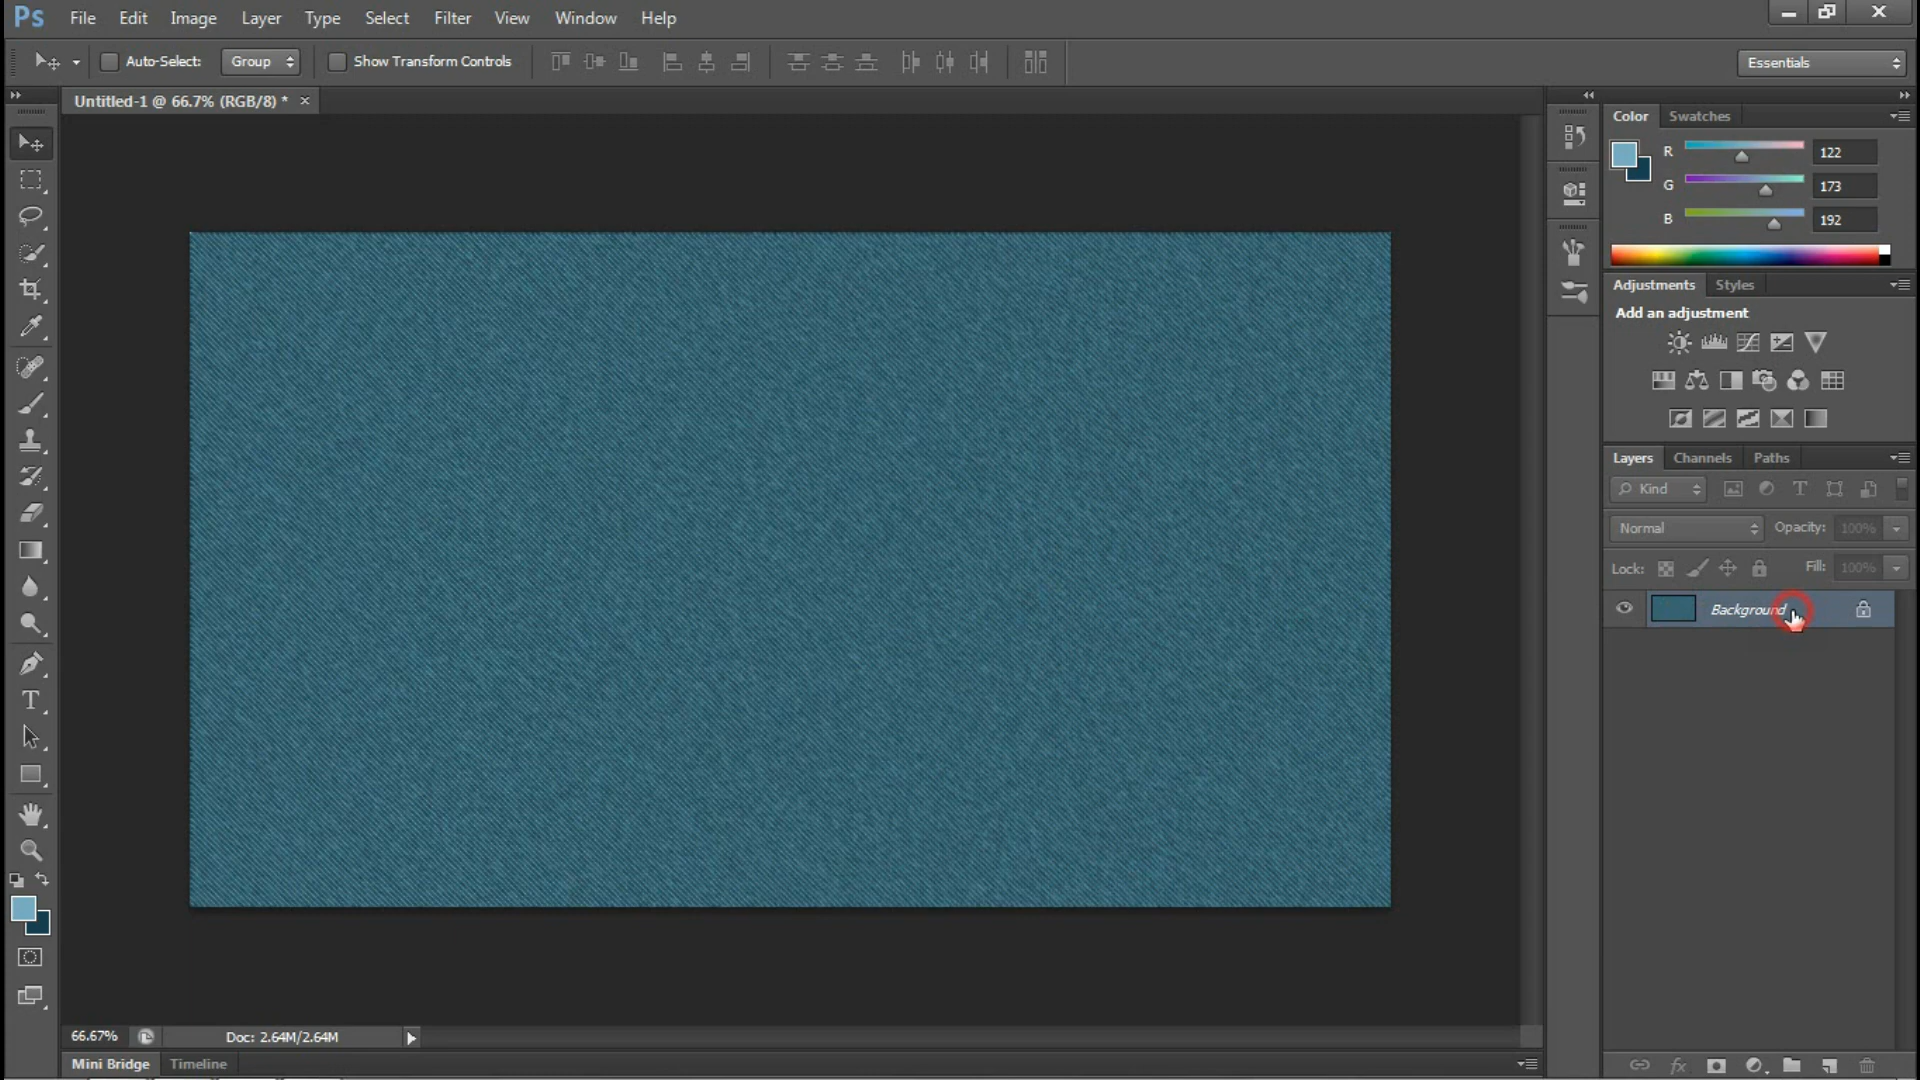 Ps File Edit Image Layer Type Select Filter View Window Help
Auto-Select: Group Show Transform Controls Essentials
Untitled-1 @ 66.7% (RGB/8) * ×
Color Swatches
R 122
G 173
B 192
Adjustments Styles
Add an adjustment
Layers Channels Paths
Kind
Normal Opacity: 100%
Lock: Fill: 100%
Background
66.67% Doc: 2.64M/2.64M
Mini Bridge Timeline